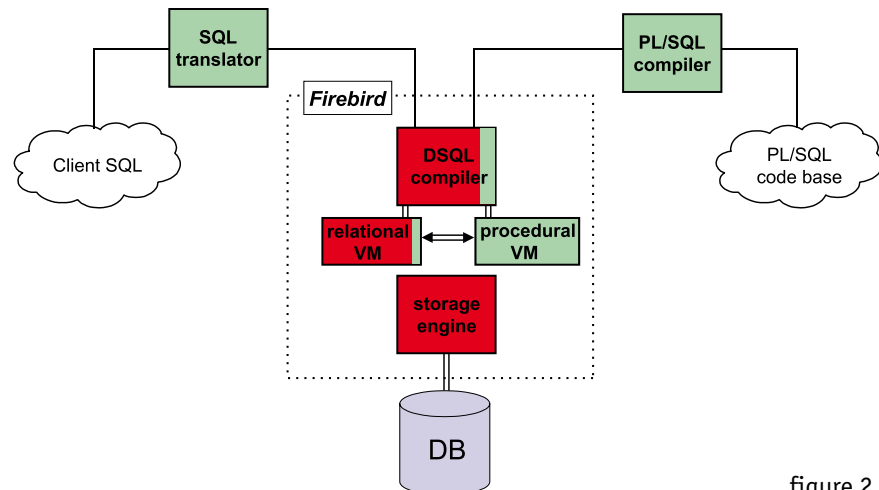 SQL
translator
PL/SQL
compiler
Firebird
Client SQL
DSQL
compiler
PL/SQL
code base
relational
VM
procedural
VM
storage
engine
DB
figure 2